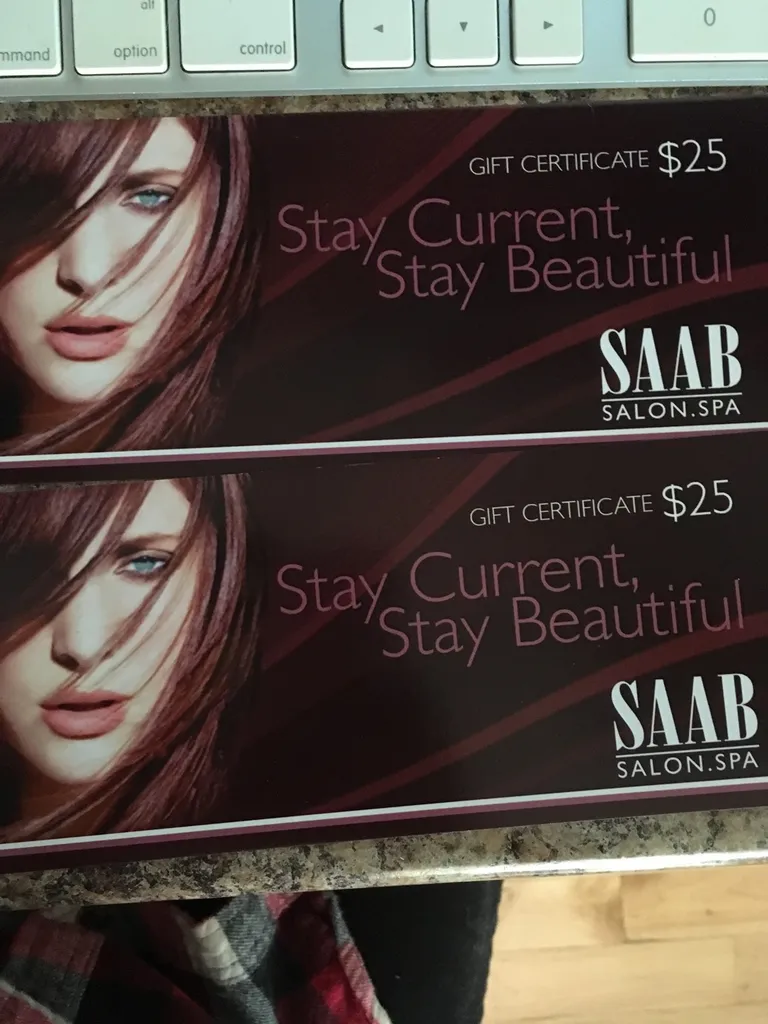 alt
option
control
◂
▾
▸
0
GIFT CERTIFICATE $25
Stay Current,
Stay Beautiful
SAAB
SALON.SPA
GIFT CERTIFICATE $25
Stay Current,
Stay Beautiful
SAAB
SALON.SPA